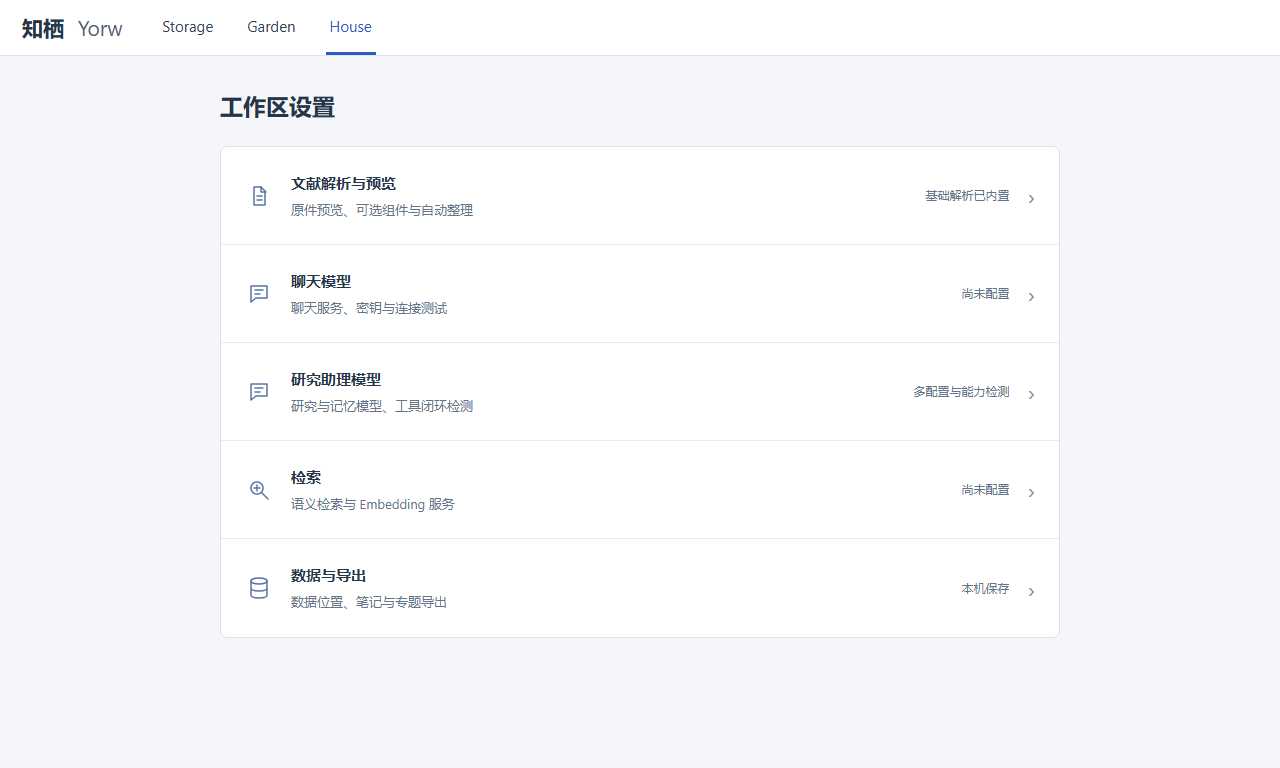 知栖 Yorw Storage Garden House
工作区设置
文献解析与预览
原件预览、可选组件与自动整理
基础解析已内置
聊天模型
聊天服务、密钥与连接测试
尚未配置
研究助理模型
研究与记忆模型、工具闭环检测
多配置与能力检测
检索
语义检索与 Embedding 服务
尚未配置
数据与导出
数据位置、笔记与专题导出
本机保存